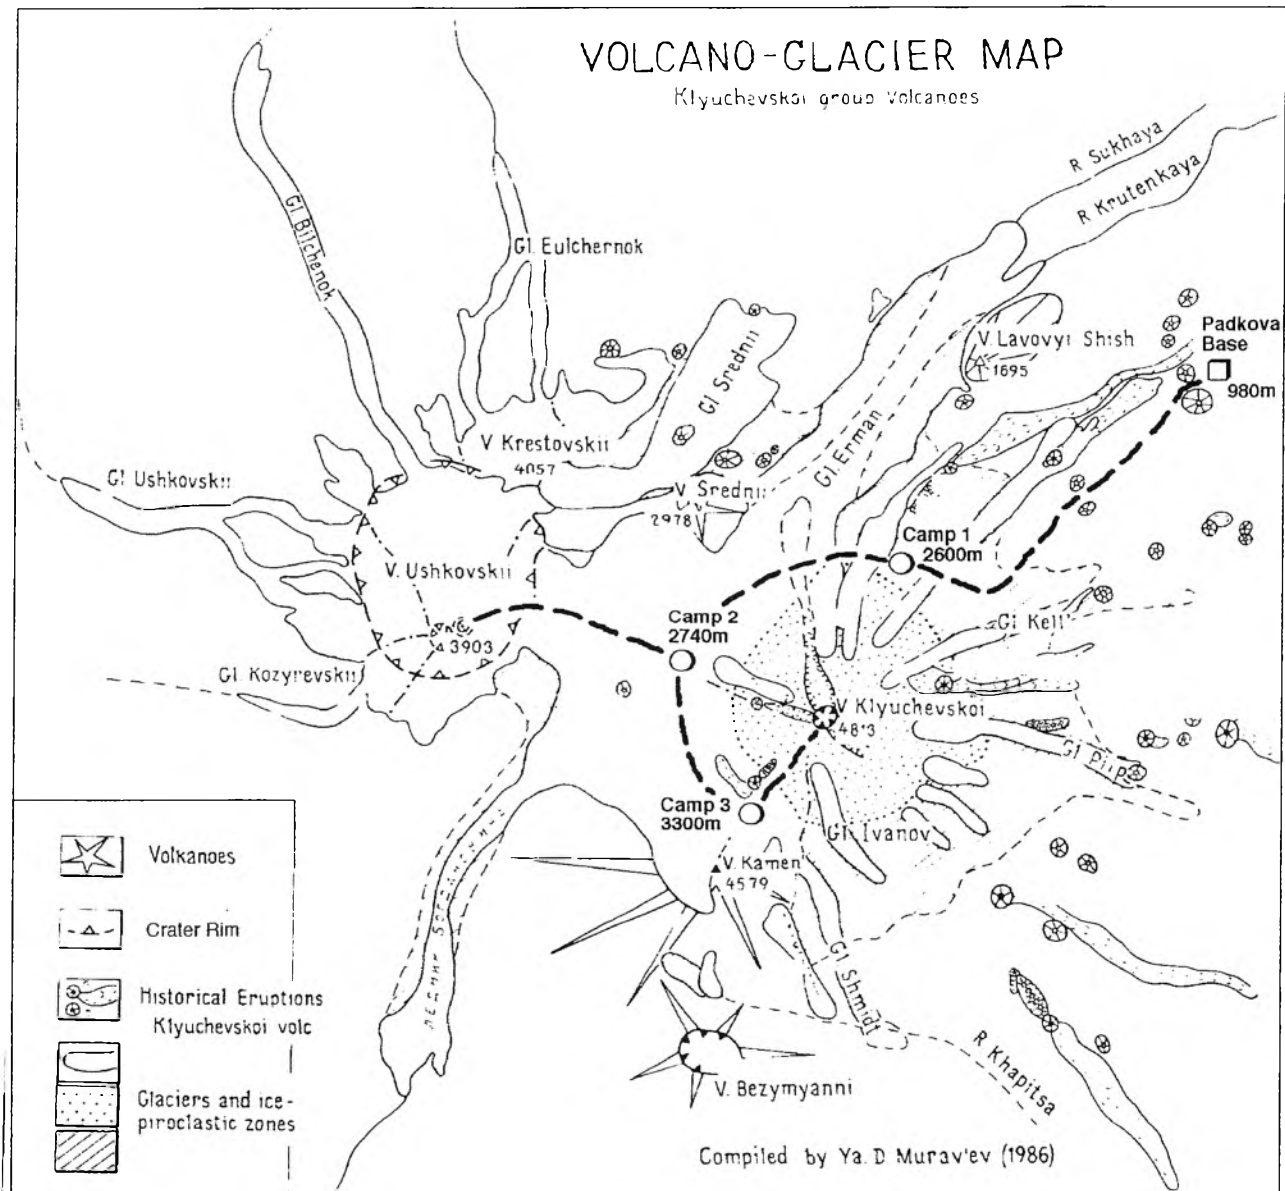 VOLCANO-GLACIER MAP
Klyuchevskoi group Volcanoes
R Sukhaya
R Krutenkaya
Gl. Bilchenok
Gl. Eulchernok
Gl Srednii
V. Lavovyi Shish
1695
Padkova
Base
980m
V Krestovskii
4057
Gl. Erman
Gl Ushkovskii
V. Srednii
2978
Camp 1
2600m
V. Ushkovskii
Camp 2
2740m
Gl Kell
3903
Gl. Kozyrevskii
V Klyuchevskoi
Gl. Piip
Camp 3
3300m
Gl. Ivanov
V. Kamen
4579
Gl Shmidt
R Khapitsa
V. Bezymyanni
Volkanoes
Crater Rim
Historical Eruptions
Klyuchevskoi volc
Glaciers and ice-
piroclastic zones
Compiled by Ya. D Murav'ev (1986)